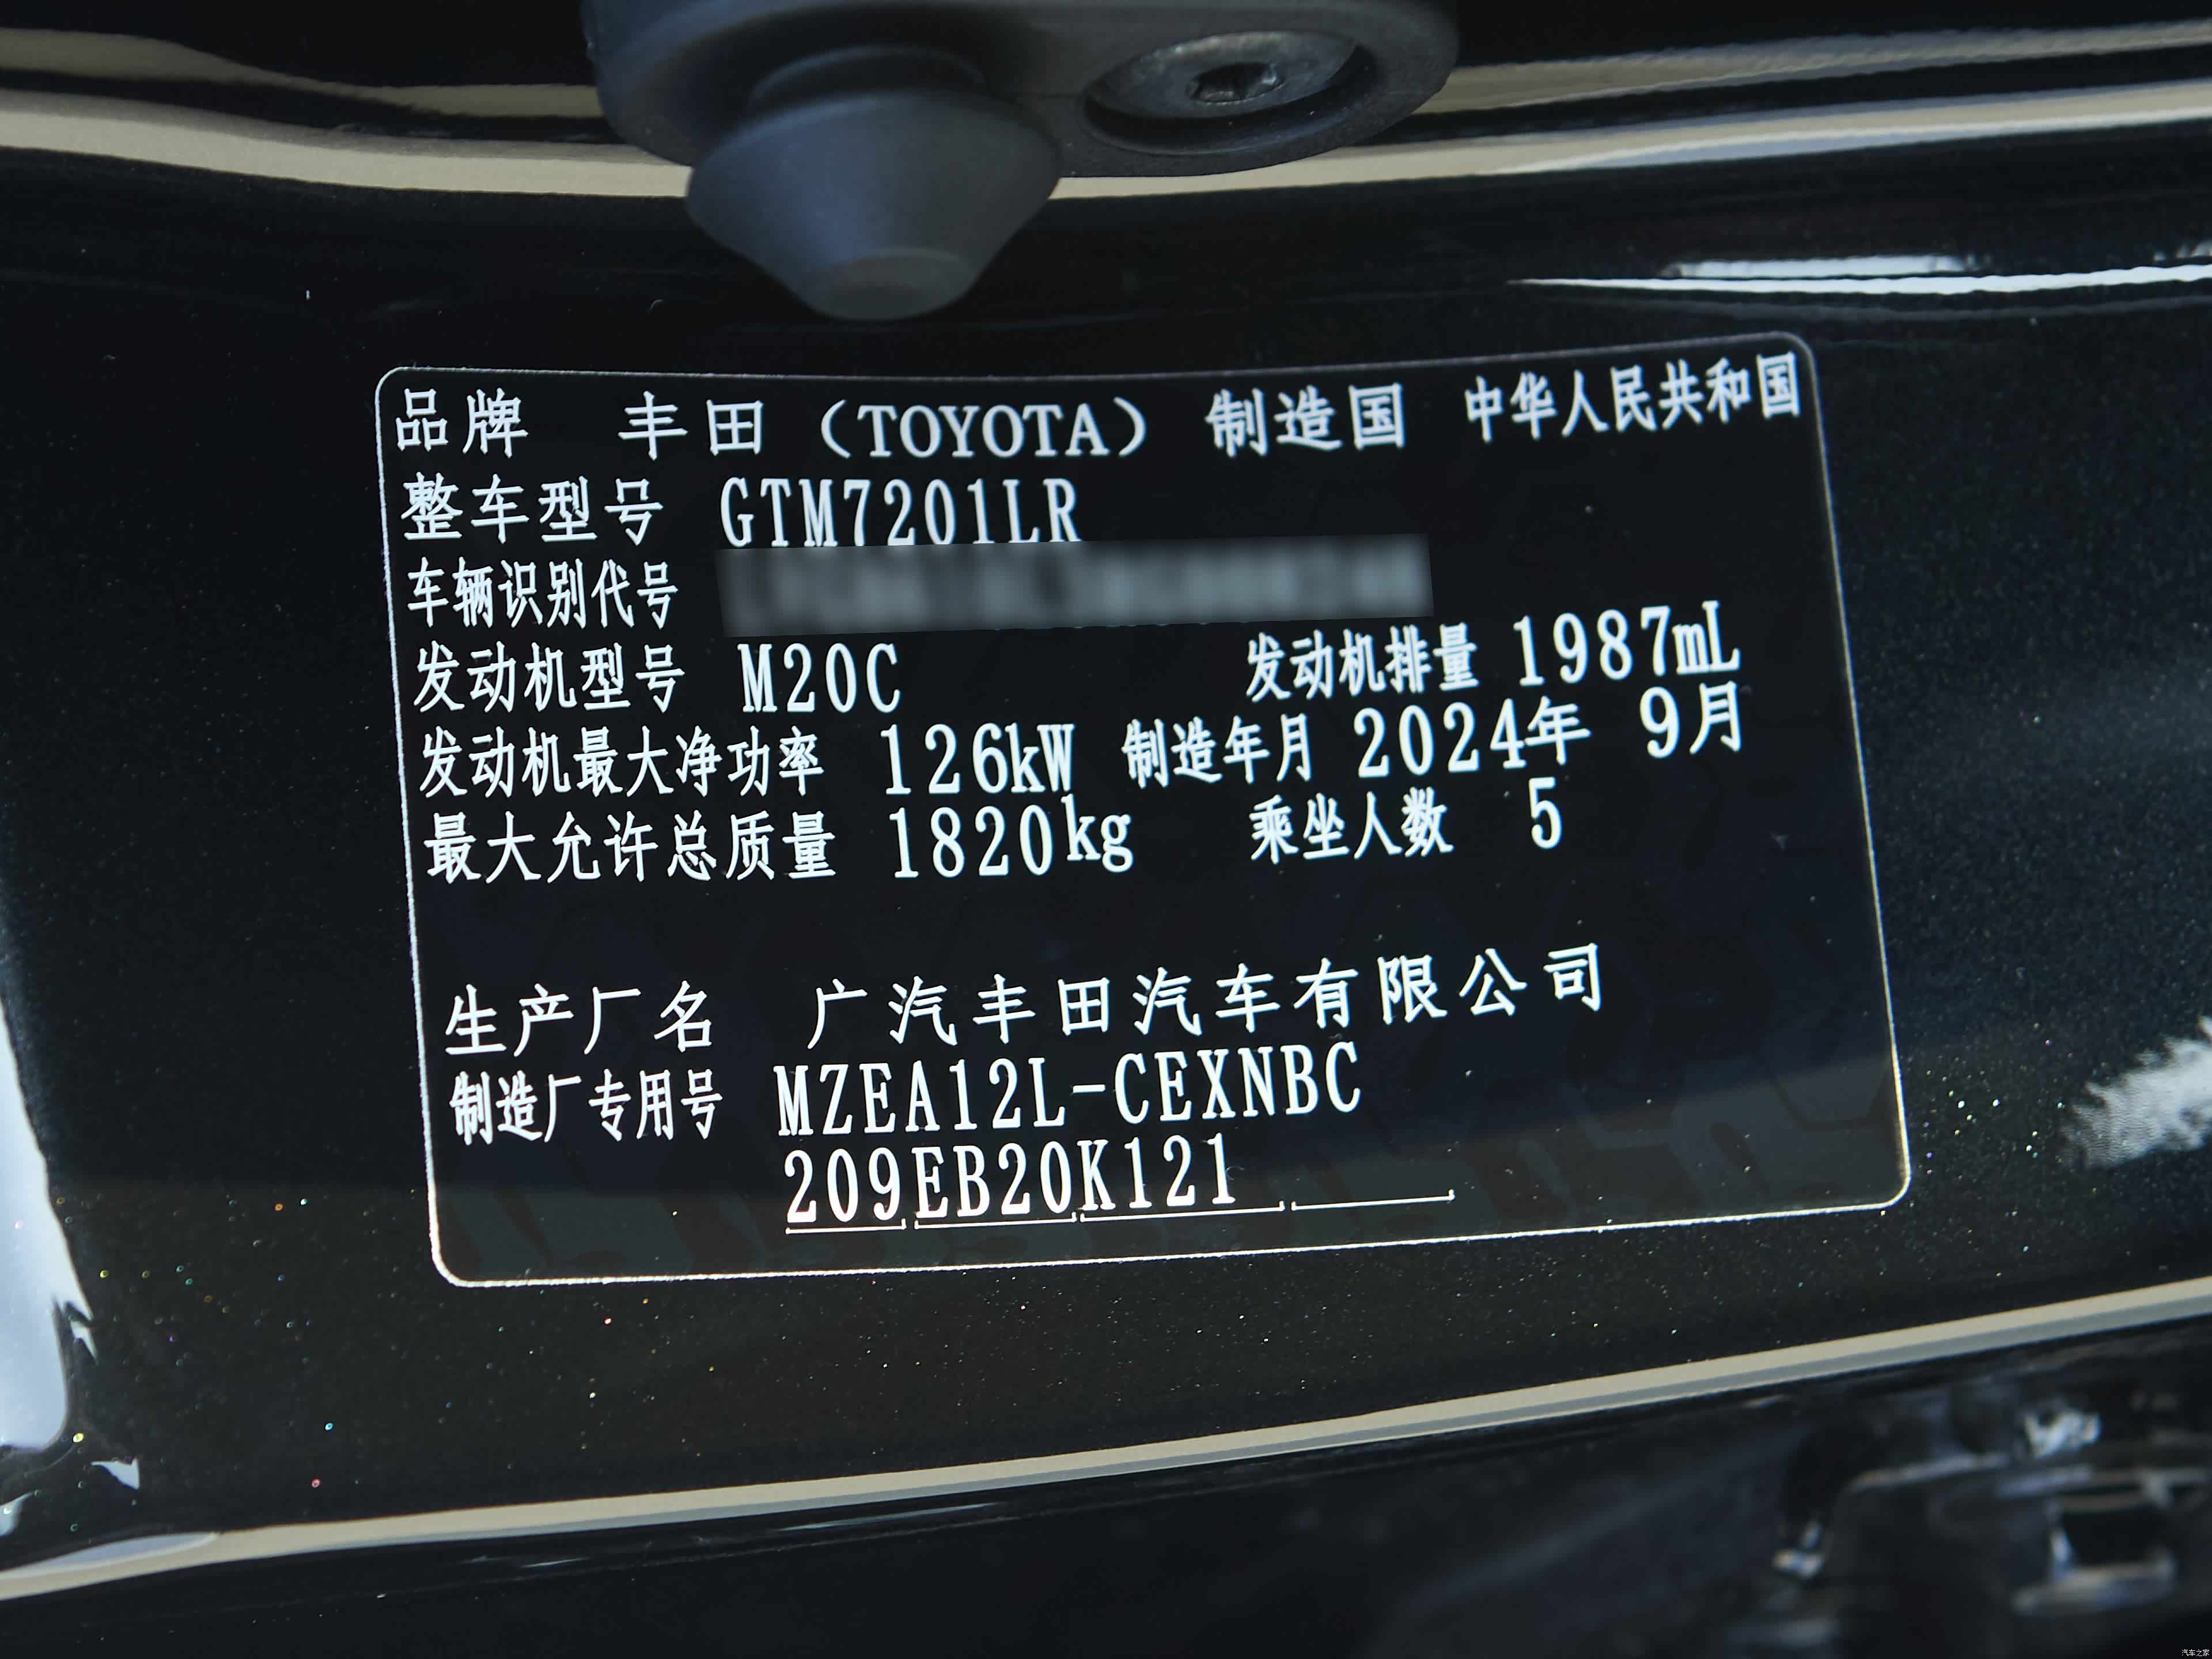 品牌 丰田（TOYOTA） 制造国 中华人民共和国
整车型号 GTM7201LR
车辆识别代号
发动机型号 M20C 发动机排量 1987mL
发动机最大净功率 126kW 制造年月 2024年 9月
最大允许总质量 1820kg 乘坐人数 5
生产厂名 广汽丰田汽车有限公司
制造厂专用号 MZEA12L-CEXNBC
209EB20K121
汽车之家